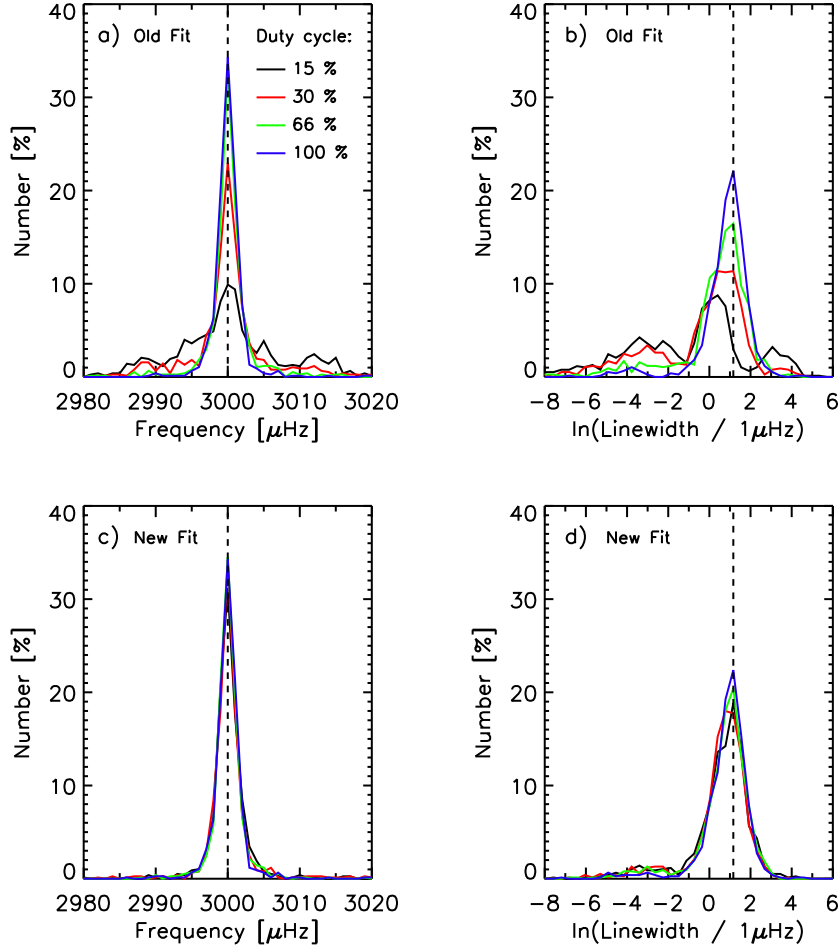 40
a) Old Fit Duty cycle:
15 %
30 %
66 %
100 %
30
20
10
0
Number [%]
2980 2990 3000 3010 3020
Frequency [μHz]
40
b) Old Fit
30
20
10
0
Number [%]
-8 -6 -4 -2 0 2 4 6
ln(Linewidth / 1μHz)
40
c) New Fit
30
20
10
0
Number [%]
2980 2990 3000 3010 3020
Frequency [μHz]
40
d) New Fit
30
20
10
0
Number [%]
-8 -6 -4 -2 0 2 4 6
ln(Linewidth / 1μHz)